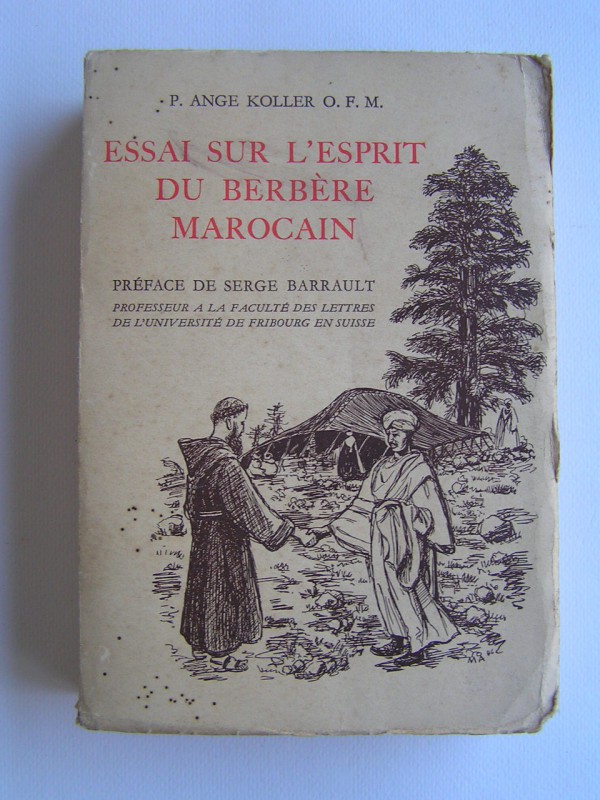 P. ANGE KOLLER O. F. M.
ESSAI SUR L'ESPRIT
DU BERBÈRE
MAROCAIN
PRÉFACE DE SERGE BARRAULT
PROFESSEUR A LA FACULTÉ DES LETTRES
DE L'UNIVERSITÉ DE FRIBOURG EN SUISSE